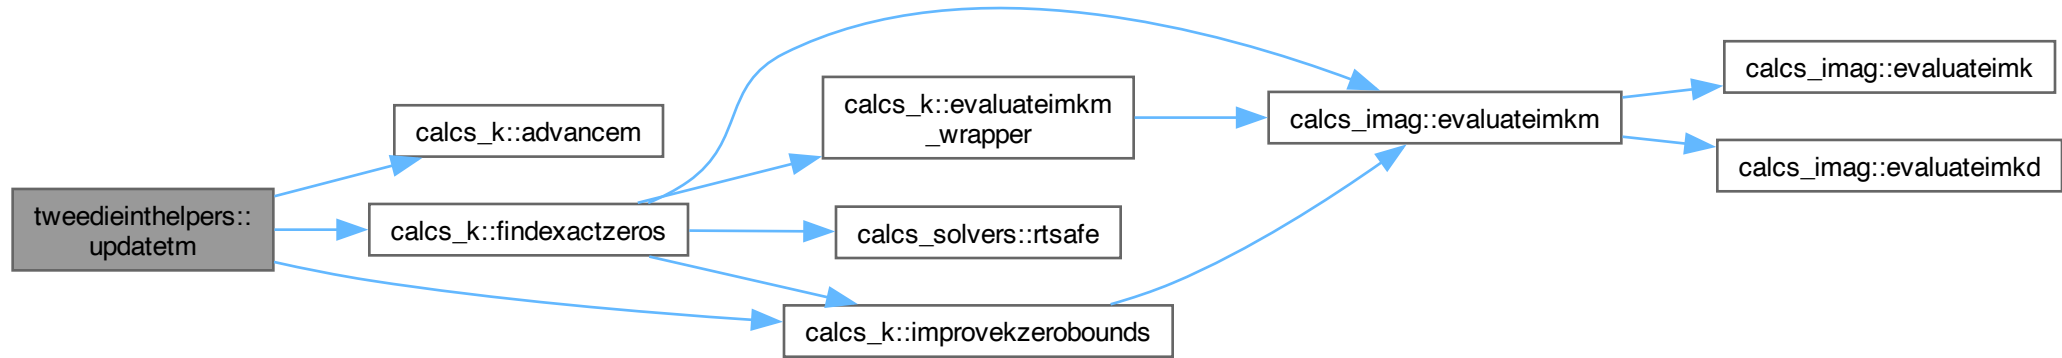 tweedieinthelpers::
updatetm
calcs_k::advancem
calcs_k::findexactzeros
calcs_k::evaluateimkm
_wrapper
calcs_solvers::rtsafe
calcs_k::improvekzerobounds
calcs_imag::evaluateimkm
calcs_imag::evaluateimk
calcs_imag::evaluateimkd